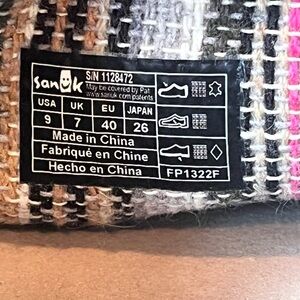 sanuk
S/N 1128472
May be covered by Pat.
www.sanuk.com patents
USA UK EU JAPAN
9 7 40 26
Made in China
Fabriqué en Chine
Hecho en China
FP1322F